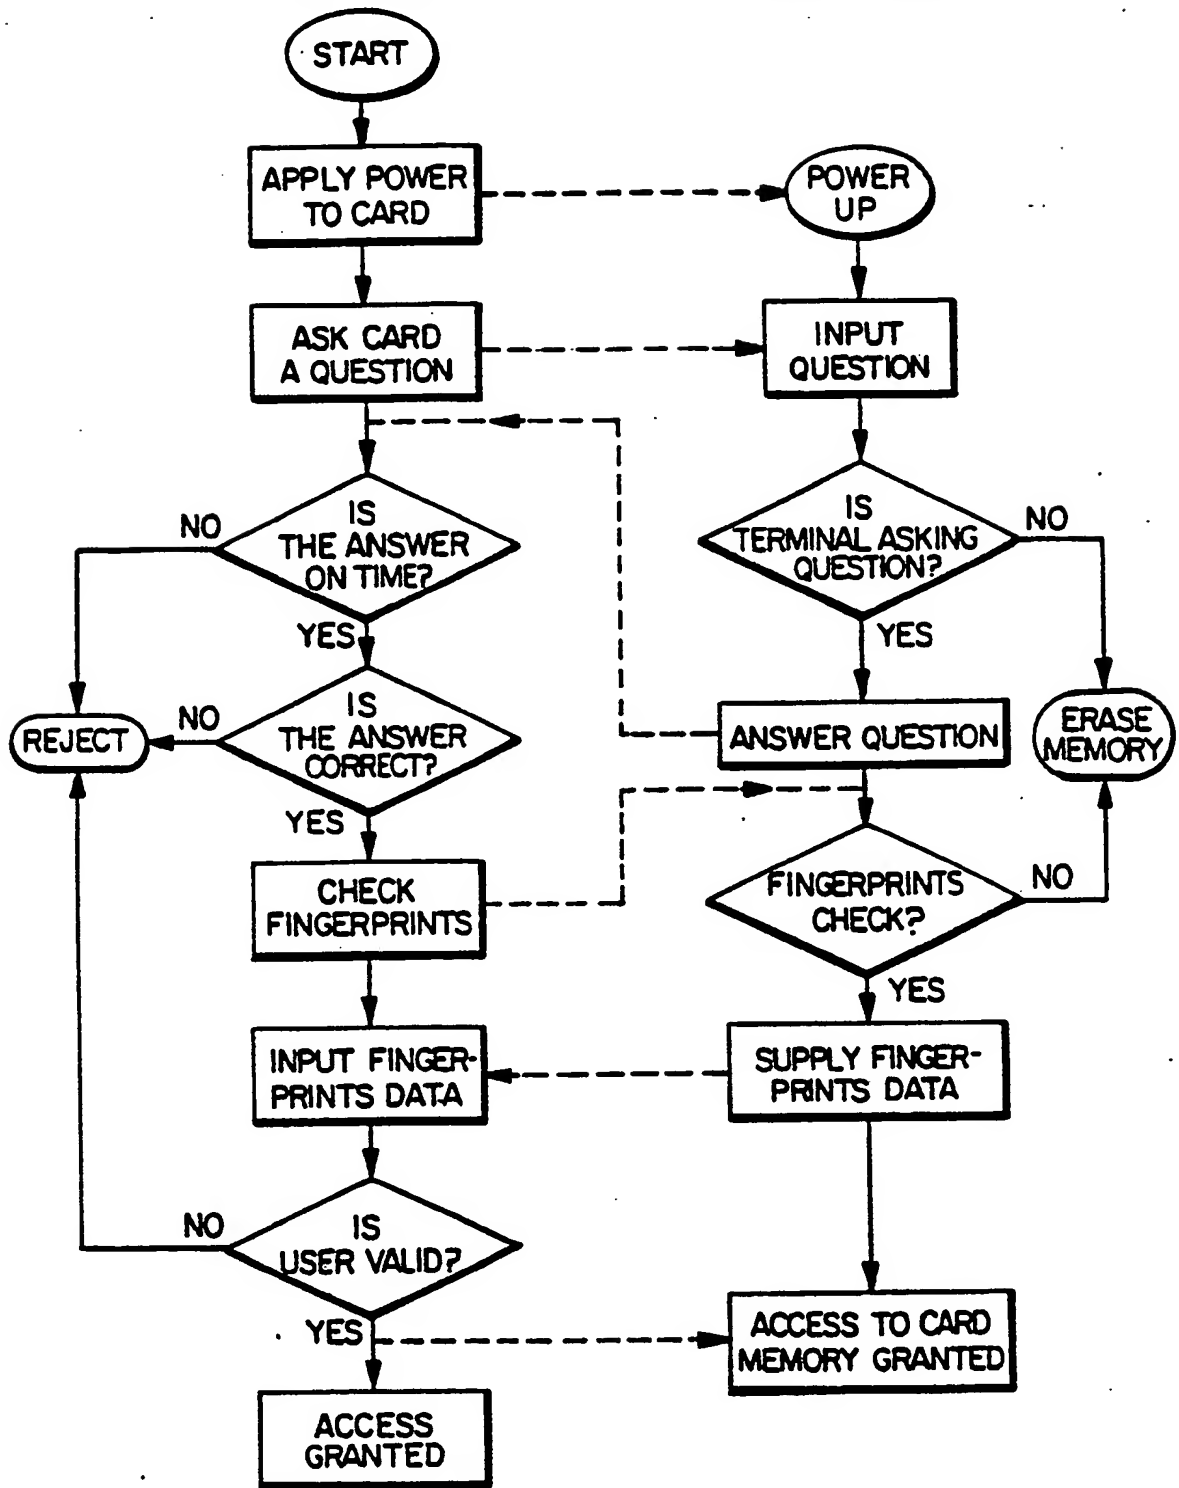 START
APPLY POWER
TO CARD
POWER
UP
ASK CARD
A QUESTION
INPUT
QUESTION
IS
THE ANSWER
ON TIME?
NO
YES
IS
TERMINAL ASKING
QUESTION?
NO
YES
REJECT
NO
IS
THE ANSWER
CORRECT?
YES
ANSWER QUESTION
ERASE
MEMORY
CHECK
FINGERPRINTS
FINGERPRINTS
CHECK?
NO
YES
INPUT FINGER-
PRINTS DATA
SUPPLY FINGER-
PRINTS DATA
NO
IS
USER VALID?
YES
ACCESS TO CARD
MEMORY GRANTED
ACCESS
GRANTED